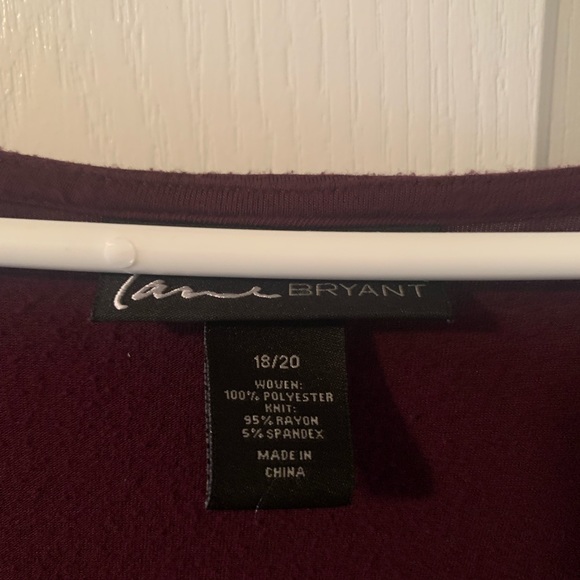 Lane BRYANT
18/20
WOVEN:
100% POLYESTER
KNIT:
95% RAYON
5% SPANDEX
MADE IN
CHINA